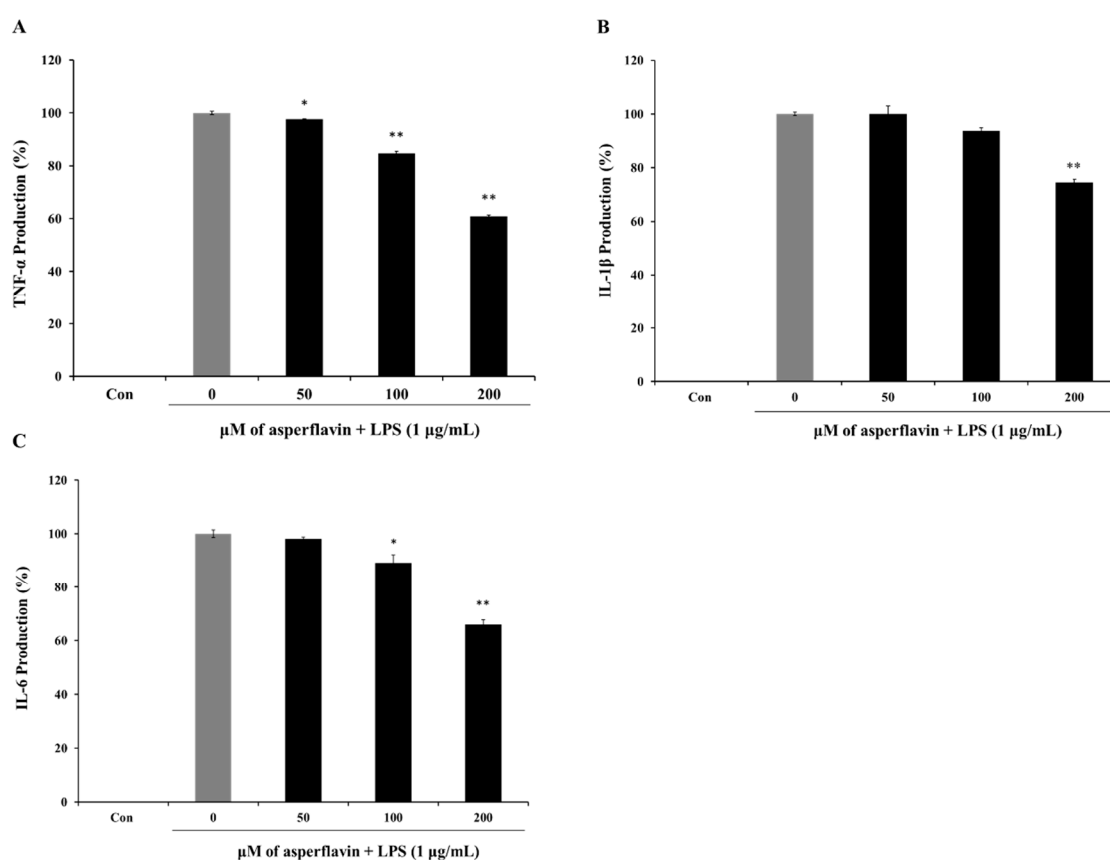 A
120
100
80
60
40
20
0
TNF-α Production (%)
*
**
**
Con
0 50 100 200
μM of asperflavin + LPS (1 μg/mL)
B
120
100
80
60
40
20
0
IL-1β Production (%)
**
Con
0 50 100 200
μM of asperflavin + LPS (1 μg/mL)
C
120
100
80
60
40
20
0
IL-6 Production (%)
*
**
Con
0 50 100 200
μM of asperflavin + LPS (1 μg/mL)